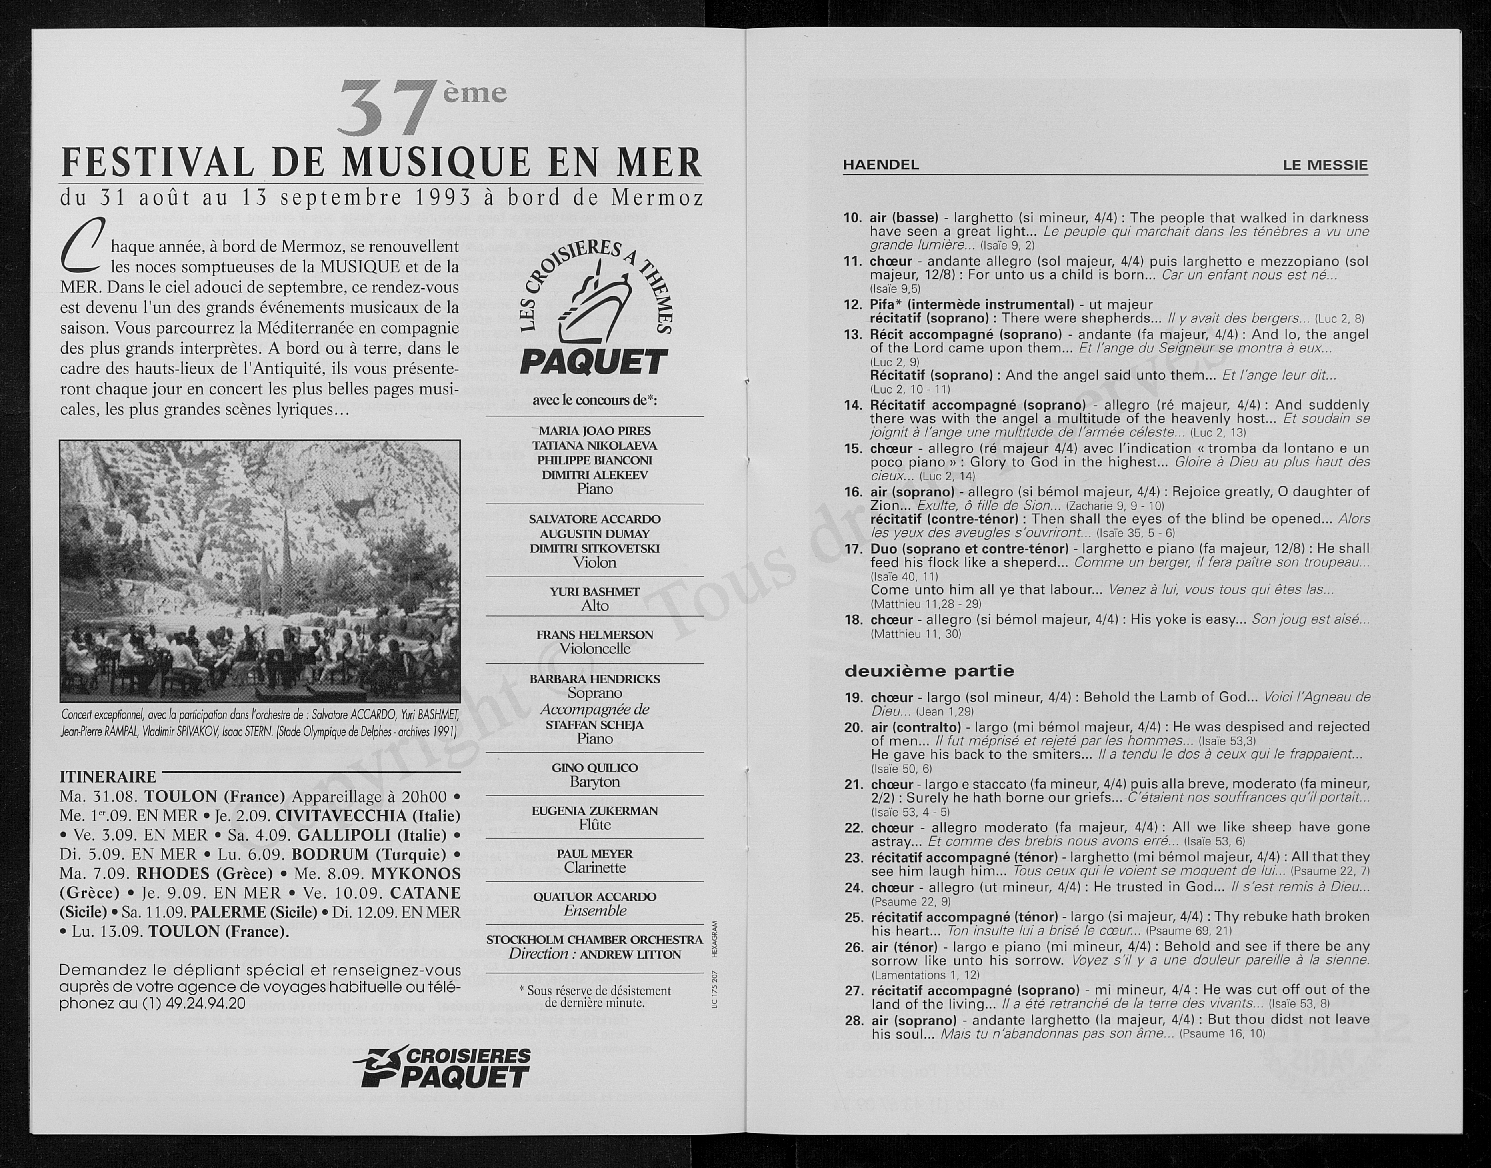 37ème
FESTIVAL DE MUSIQUE EN MER
du 31 août au 13 septembre 1993 à bord de Mermoz
Chaque année, à bord de Mermoz, se renouvellent
les noces somptueuses de la MUSIQUE et de la
MER. Dans le ciel adouci de septembre, ce rendez-vous
est devenu l'un des grands événements musicaux de la
saison. Vous parcourrez la Méditerranée en compagnie
des plus grands interprètes. A bord ou à terre, dans le
cadre des hauts-lieux de l'Antiquité, ils vous présente-
ront chaque jour en concert les plus belles pages musi-
cales, les plus grandes scènes lyriques...
Concert exceptionnel, avec la participation dans l'orchestre de : Salvatore ACCARDO, Yuri BASHMET,
Jean-Pierre RAMPAL, Vladimir SPIVAKOV, Isaac STERN. (Stade Olympique de Delphes - archives 1991)
ITINERAIRE
Ma. 31.08. TOULON (France) Appareillage à 20h00 •
Me. 1er.09. EN MER • Je. 2.09. CIVITAVECCHIA (Italie)
• Ve. 3.09. EN MER • Sa. 4.09. GALLIPOLI (Italie) •
Di. 5.09. EN MER • Lu. 6.09. BODRUM (Turquie) •
Ma. 7.09. RHODES (Grèce) • Me. 8.09. MYKONOS
(Grèce) • Je. 9.09. EN MER • Ve. 10.09. CATANE
(Sicile) • Sa. 11.09. PALERME (Sicile) • Di. 12.09. EN MER
• Lu. 13.09. TOULON (France).
Demandez le dépliant spécial et renseignez-vous
auprès de votre agence de voyages habituelle ou télé-
phonez au (1) 49.24.94.20
LES CROISIERES A THEMES
PAQUET
avec le concours de*:
MARIA JOAO PIRES
TATIANA NIKOLAEVA
PHILIPPE BIANCONI
DIMITRI ALEKEEV
Piano
SALVATORE ACCARDO
AUGUSTIN DUMAY
DIMITRI SITKOVETSKI
Violon
YURI BASHMET
Alto
FRANS HELMERSON
Violoncelle
BARBARA HENDRICKS
Soprano
Accompagnée de
STAFFAN SCHEJA
Piano
GINO QUILICO
Baryton
EUGENIA ZUKERMAN
Flûte
PAUL MEYER
Clarinette
QUATUOR ACCARDO
Ensemble
STOCKHOLM CHAMBER ORCHESTRA
Direction : ANDREW LITTON
* Sous réserve de désistement
de dernière minute.
LIC 175 207 HEXAGRAM
CROISIERES
PAQUET
HAENDEL LE MESSIE
10. air (basse) - larghetto (si mineur, 4/4) : The people that walked in darkness
have seen a great light... Le peuple qui marchait dans les ténèbres a vu une
grande lumière... (Isaïe 9, 2)
11. chœur - andante allegro (sol majeur, 4/4) puis larghetto e mezzopiano (sol
majeur, 12/8) : For unto us a child is born... Car un enfant nous est né...
(Isaïe 9,5)
12. Pifa* (intermède instrumental) - ut majeur
récitatif (soprano) : There were shepherds... Il y avait des bergers... (Luc 2, 8)
13. Récit accompagné (soprano) - andante (fa majeur, 4/4) : And lo, the angel
of the Lord came upon them... Et l'ange du Seigneur se montra à eux...
(Luc 2, 9)
Récitatif (soprano) : And the angel said unto them... Et l'ange leur dit...
(Luc 2, 10 - 11)
14. Récitatif accompagné (soprano) - allegro (ré majeur, 4/4) : And suddenly
there was with the angel a multitude of the heavenly host... Et soudain se
joignit à l'ange une multitude de l'armée céleste... (Luc 2, 13)
15. chœur - allegro (ré majeur 4/4) avec l'indication « tromba da lontano e un
poco piano » : Glory to God in the highest... Gloire à Dieu au plus haut des
cieux... (Luc 2, 14)
16. air (soprano) - allegro (si bémol majeur, 4/4) : Rejoice greatly, O daughter of
Zion... Exulte, ô fille de Sion... (Zacharie 9, 9 - 10)
récitatif (contre-ténor) : Then shall the eyes of the blind be opened... Alors
les yeux des aveugles s'ouvriront... (Isaïe 35, 5 - 6)
17. Duo (soprano et contre-ténor) - larghetto e piano (fa majeur, 12/8) : He shall
feed his flock like a sheperd... Comme un berger, il fera paître son troupeau...
(Isaïe 40, 11)
Come unto him all ye that labour... Venez à lui, vous tous qui êtes las...
(Matthieu 11,28 - 29)
18. chœur - allegro (si bémol majeur, 4/4) : His yoke is easy... Son joug est aisé...
(Matthieu 11, 30)
deuxième partie
19. chœur - largo (sol mineur, 4/4) : Behold the Lamb of God... Voici l'Agneau de
Dieu... (Jean 1,29)
20. air (contralto) - largo (mi bémol majeur, 4/4) : He was despised and rejected
of men... Il fut méprisé et rejeté par les hommes... (Isaïe 53,3)
He gave his back to the smiters... Il a tendu le dos à ceux qui le frappaient...
(Isaïe 50, 6)
21. chœur - largo e staccato (fa mineur, 4/4) puis alla breve, moderato (fa mineur,
2/2) : Surely he hath borne our griefs... C'étaient nos souffrances qu'il portait...
(Isaïe 53, 4 - 5)
22. chœur - allegro moderato (fa majeur, 4/4) : All we like sheep have gone
astray... Et comme des brebis nous avons erré... (Isaïe 53, 6)
23. récitatif accompagné (ténor) - larghetto (mi bémol majeur, 4/4) : All that they
see him laugh him... Tous ceux qui le voient se moquent de lui... (Psaume 22, 7)
24. chœur - allegro (ut mineur, 4/4) : He trusted in God... Il s'est remis à Dieu...
(Psaume 22, 9)
25. récitatif accompagné (ténor) - largo (si majeur, 4/4) : Thy rebuke hath broken
his heart... Ton insulte lui a brisé le cœur... (Psaume 69, 21)
26. air (ténor) - largo e piano (mi mineur, 4/4) : Behold and see if there be any
sorrow like unto his sorrow. Voyez s'il y a une douleur pareille à la sienne.
(Lamentations 1, 12)
27. récitatif accompagné (soprano) - mi mineur, 4/4 : He was cut off out of the
land of the living... Il a été retranché de la terre des vivants... (Isaïe 53, 8)
28. air (soprano) - andante larghetto (la majeur, 4/4) : But thou didst not leave
his soul... Mais tu n'abandonnas pas son âme... (Psaume 16, 10)
Copyright © Tous droits réservés